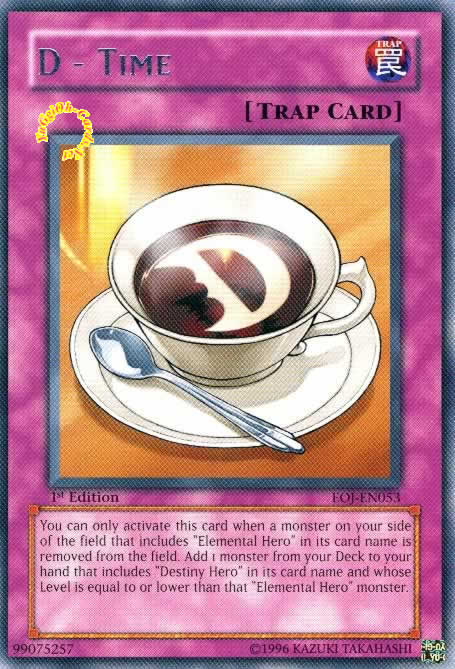 D - Time
TRAP
罠
[TRAP CARD]
D
1st Edition
EOJ-EN053
You can only activate this card when a monster on your side
of the field that includes "Elemental Hero" in its card name is
removed from the field. Add 1 monster from your Deck to your
hand that includes "Destiny Hero" in its card name and whose
Level is equal to or lower than that "Elemental Hero" monster.
99075257
©1996 KAZUKI TAKAHASHI